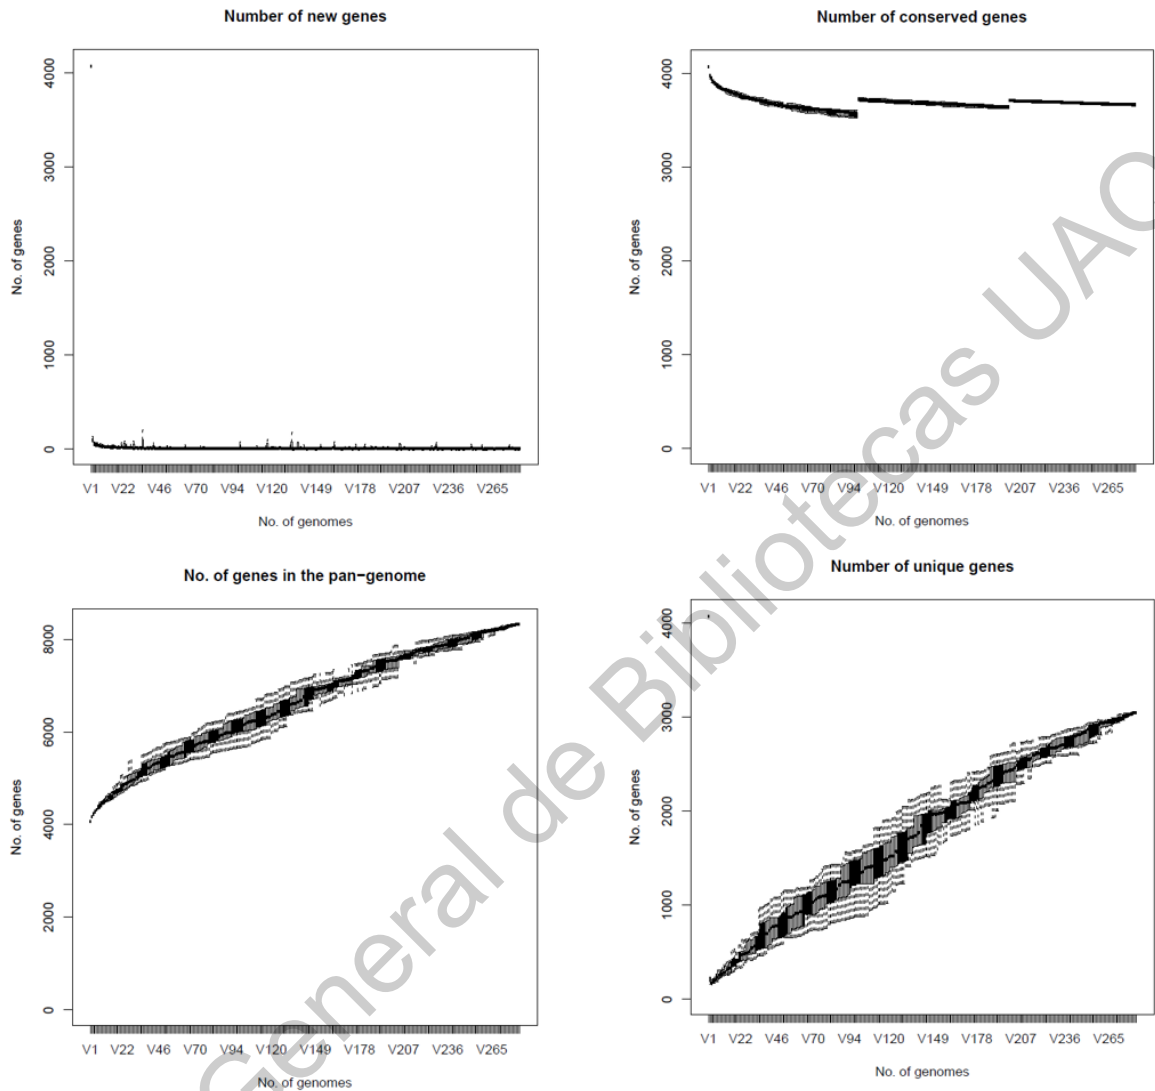 Number of new genes
No. of genes
4000
3000
2000
1000
0
V1 V22 V46 V70 V94 V120 V149 V178 V207 V236 V265
No. of genomes
Number of conserved genes
No. of genes
4000
3000
2000
1000
0
V1 V22 V46 V70 V94 V120 V149 V178 V207 V236 V265
No. of genomes
No. of genes in the pan-genome
No. of genes
8000
6000
4000
2000
0
V1 V22 V46 V70 V94 V120 V149 V178 V207 V236 V265
No. of genomes
Number of unique genes
No. of genes
4000
3000
2000
1000
0
V1 V22 V46 V70 V94 V120 V149 V178 V207 V236 V265
No. of genomes
General de Bibliotecas